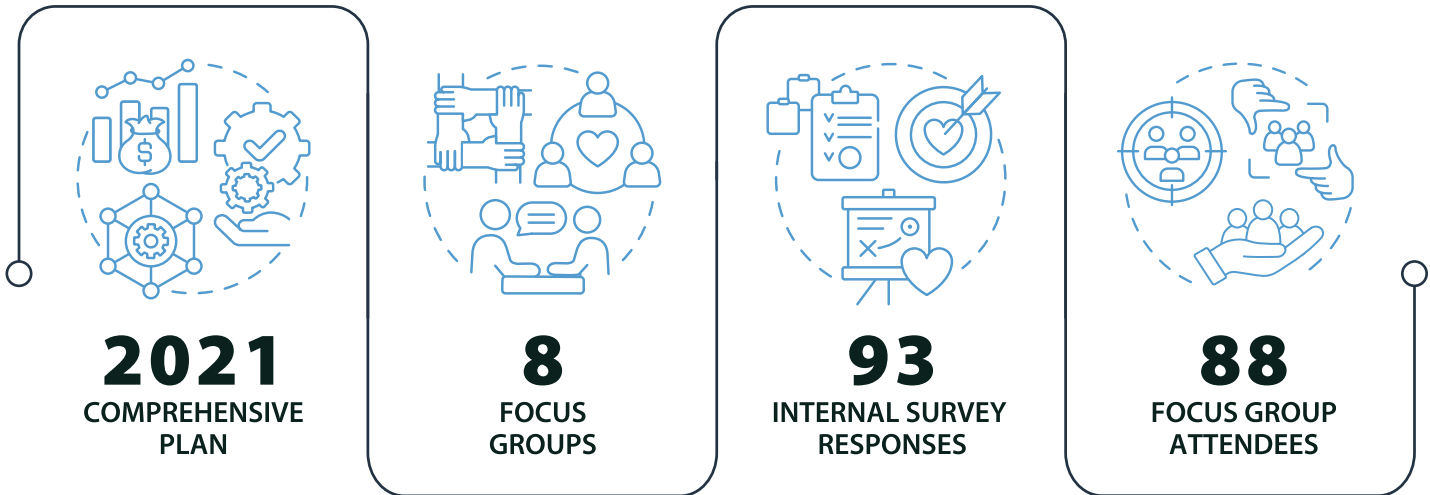 2021
COMPREHENSIVE
PLAN
8
FOCUS
GROUPS
93
INTERNAL SURVEY
RESPONSES
88
FOCUS GROUP
ATTENDEES